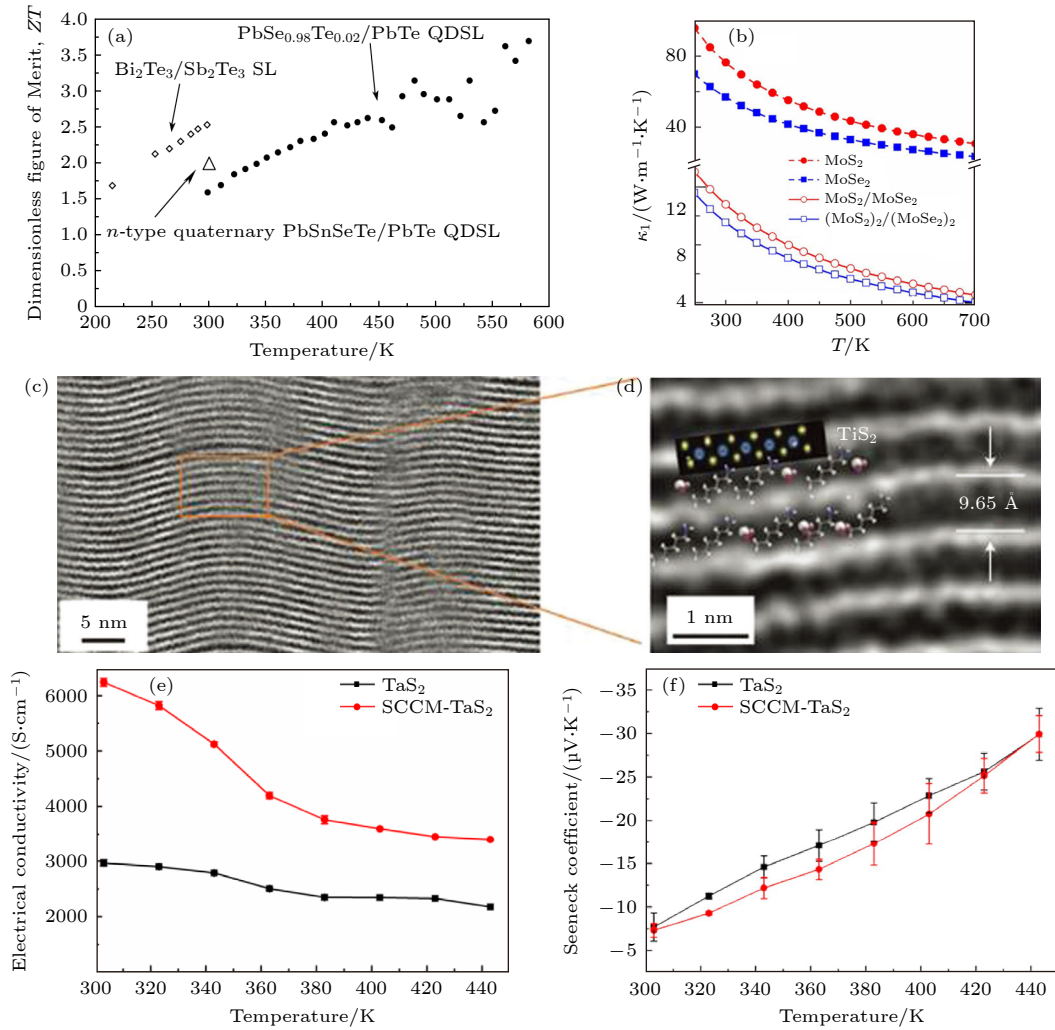 (a)
PbSe₀.₉₈Te₀.₀₂/PbTe QDSL
Bi₂Te₃/Sb₂Te₃ SL
n-type quaternary PbSnSeTe/PbTe QDSL
Dimensionless figure of Merit, ZT
4.0
3.5
3.0
2.5
2.0
1.5
1.0
0.5
0
200 250 300 350 400 450 500 550 600
Temperature/K
(b)
κ₁/(W·m⁻¹·K⁻¹)
80
40
MoS₂
MoSe₂
MoS₂/MoSe₂
(MoS₂)₂/(MoSe₂)₂
12
8
4
300 400 500 600 700
T/K
(c)
5 nm
(d)
TiS₂
9.65 Å
1 nm
(e)
TaS₂
SCCM-TaS₂
Electrical conductivity/(S·cm⁻¹)
6000
5000
4000
3000
2000
300 320 340 360 380 400 420 440
Temperature/K
(f)
TaS₂
SCCM-TaS₂
Seeneck coefficient/(µV·K⁻¹)
−35
−30
−25
−20
−15
−10
−5
300 320 340 360 380 400 420 440
Temperature/K